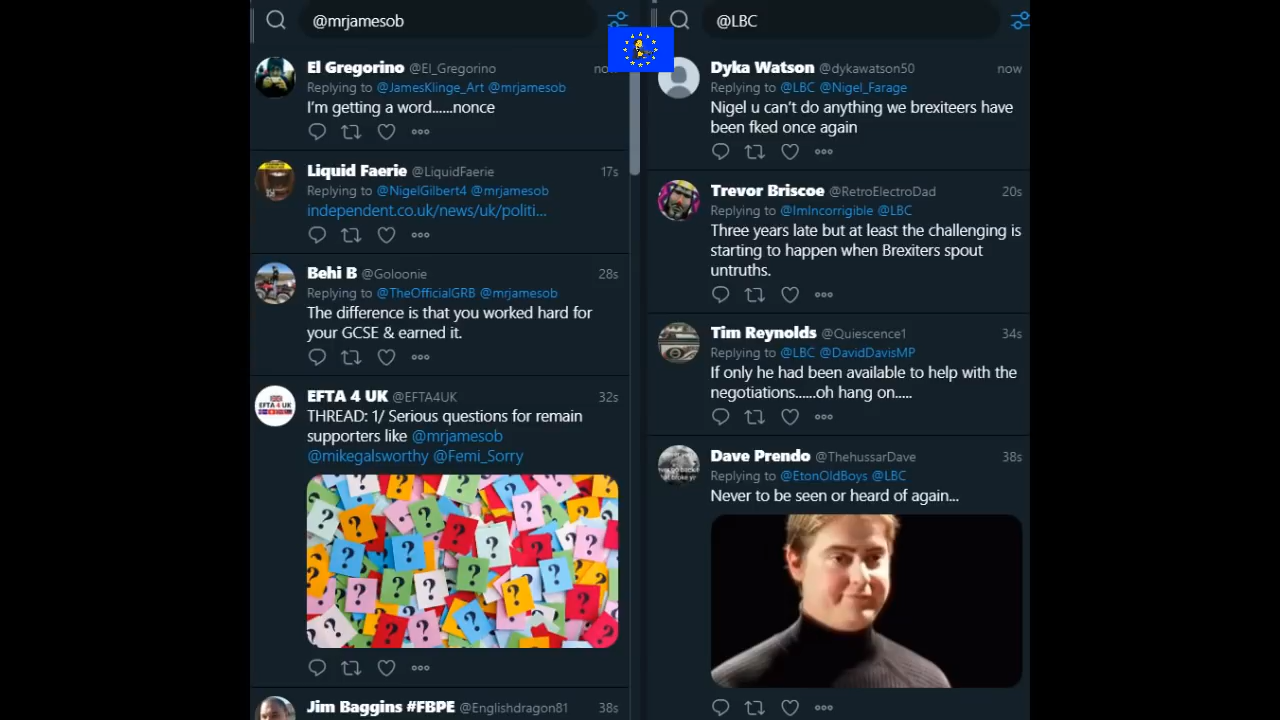 @mrjamesob
El Gregorino @El_Gregorino
Replying to @JamesKlinge_Art @mrjamesob
I'm getting a word......nonce
Liquid Faerie @LiquidFaerie 17s
Replying to @NigelGilbert4 @mrjamesob
independent.co.uk/news/uk/politi...
Behi B @Goloonie 28s
Replying to @TheOfficialGRB @mrjamesob
The difference is that you worked hard for
your GCSE & earned it.
EFTA 4 UK @EFTA4UK 32s
EFTA 4 UK
THREAD: 1/ Serious questions for remain
supporters like @mrjamesob
@mikegalsworthy @Femi_Sorry
Jim Baggins #FBPE @Englishdragon81 38s
@LBC
Dyka Watson @dykawatson50 now
Replying to @LBC @Nigel_Farage
Nigel u can't do anything we brexiteers have
been fked once again
Trevor Briscoe @RetroElectroDad 20s
Replying to @ImIncorrigible @LBC
Three years late but at least the challenging is
starting to happen when Brexiters spout
untruths.
Tim Reynolds @Quiescence1 34s
Replying to @LBC @DavidDavisMP
If only he had been available to help with the
negotiations......oh hang on.....
Dave Prendo @ThehussarDave 38s
Replying to @EtonOldBoys @LBC
Never to be seen or heard of again...